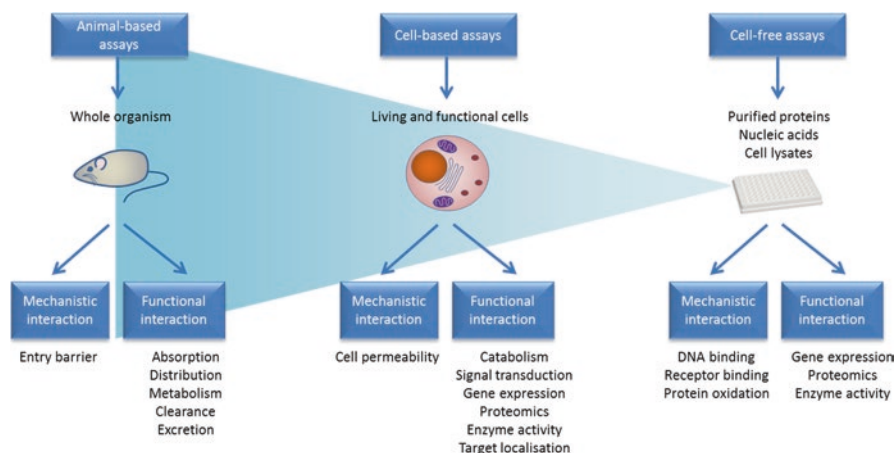 Animal-based
assays
Whole organism
Mechanistic
interaction
Entry barrier
Functional
interaction
Absorption
Distribution
Metabolism
Clearance
Excretion
Cell-based assays
Living and functional cells
Mechanistic
interaction
Cell permeability
Functional
interaction
Catabolism
Signal transduction
Gene expression
Proteomics
Enzyme activity
Target localisation
Cell-free assays
Purified proteins
Nucleic acids
Cell lysates
Mechanistic
interaction
DNA binding
Receptor binding
Protein oxidation
Functional
interaction
Gene expression
Proteomics
Enzyme activity